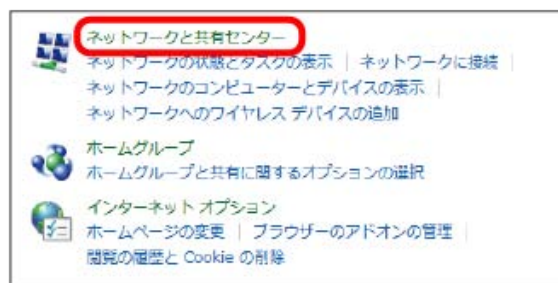 ネットワークと共有センター
ネットワークの状態とタスクの表示 | ネットワークに接続 |
ネットワークのコンピューターとデバイスの表示 |
ネットワークへのワイヤレス デバイスの追加
ホームグループ
ホームグループと共有に関するオプションの選択
インターネット オプション
ホームページの変更 | ブラウザーのアドオンの管理 |
閲覧の履歴と Cookie の削除